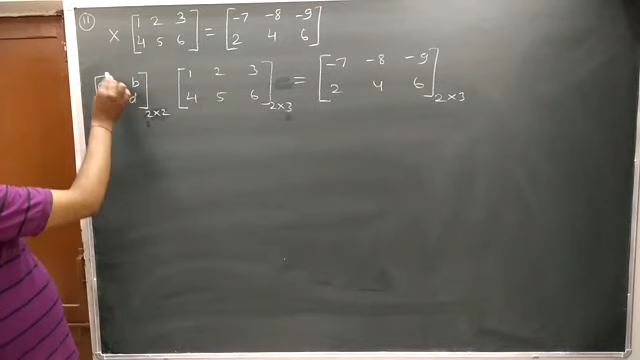 (11) X [1 2 3 = [-7 -8 -9
4 5 6] 2 4 6]
[ b [1 2 3 = [-7 -8 -9
d]2×2 4 5 6]2×3 2 4 6]2×3